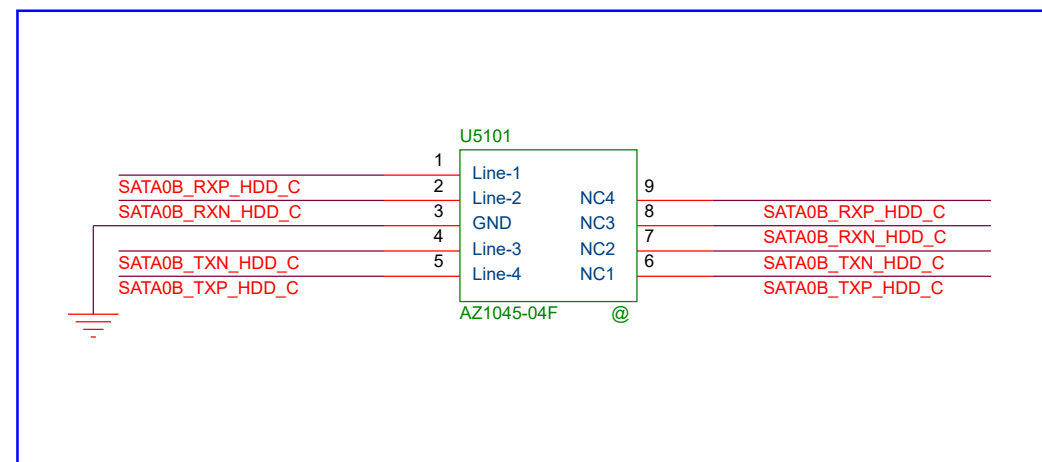 U5101
1
Line-1
SATA0B_RXP_HDD_C
2
Line-2
NC4
9
SATA0B_RXN_HDD_C
3
GND
NC3
8
SATA0B_RXP_HDD_C
4
Line-3
NC2
7
SATA0B_RXN_HDD_C
SATA0B_TXN_HDD_C
5
Line-4
NC1
6
SATA0B_TXN_HDD_C
SATA0B_TXP_HDD_C
SATA0B_TXP_HDD_C
AZ1045-04F
@